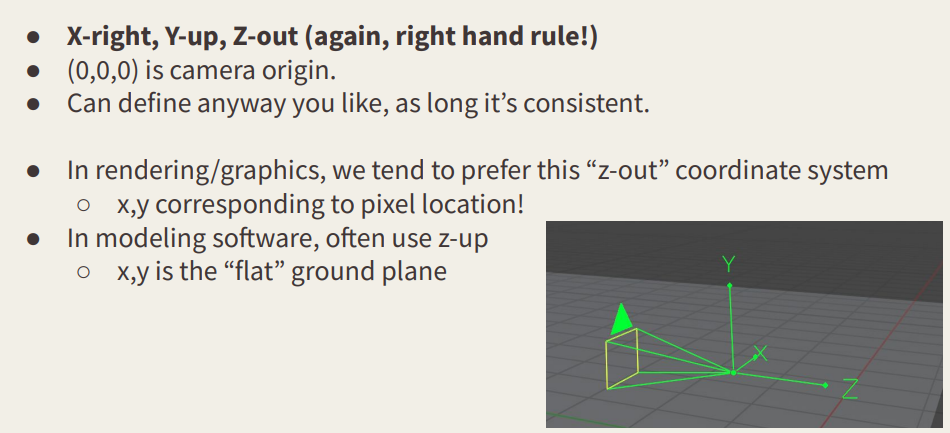 ● X-right, Y-up, Z-out (again, right hand rule!)
● (0,0,0) is camera origin.
● Can define anyway you like, as long it’s consistent.
● In rendering/graphics, we tend to prefer this “z-out” coordinate system
○ x,y corresponding to pixel location!
● In modeling software, often use z-up
○ x,y is the “flat” ground plane
Y
X
Z